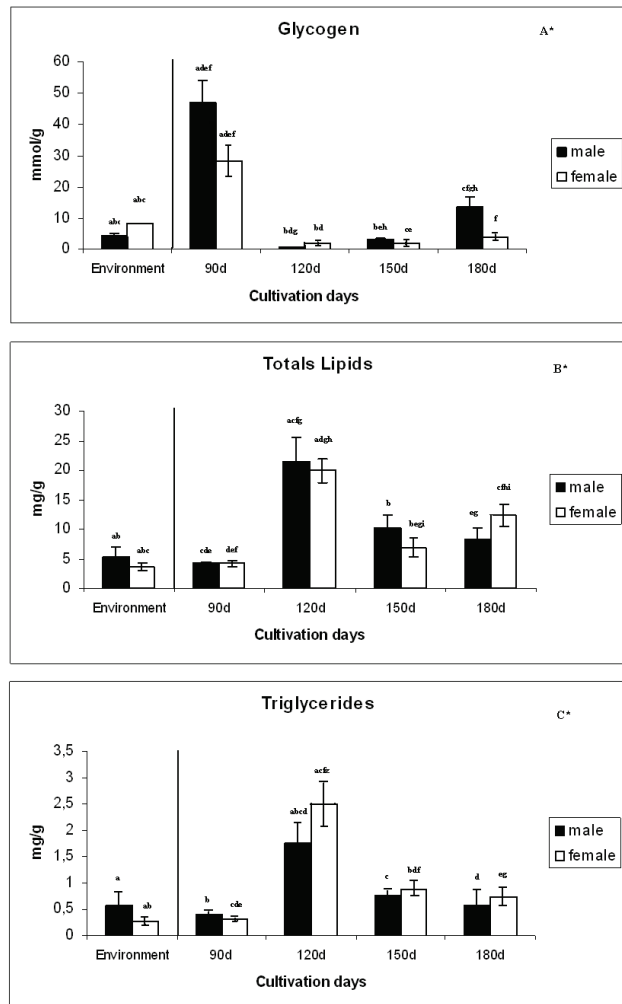 Glycogen
A*
60
50
40
30
20
10
0
mmol/g
abc
abc
adef
adef
bdg
bd
beh
ce
cfgh
f
male
female
Environment 90d 120d 150d 180d
Cultivation days
Totals Lipids
B*
30
25
20
15
10
5
0
mg/g
ab
abc
cde
def
acfg
adgh
b
begi
eg
cfhi
male
female
Environment 90d 120d 150d 180d
Cultivation days
Triglycerides
C*
3,5
3
2,5
2
1,5
1
0,5
0
mg/g
a
ab
b
cde
abcd
c
bdf
d
eg
male
female
Environment 90d 120d 150d 180d
Cultivation days